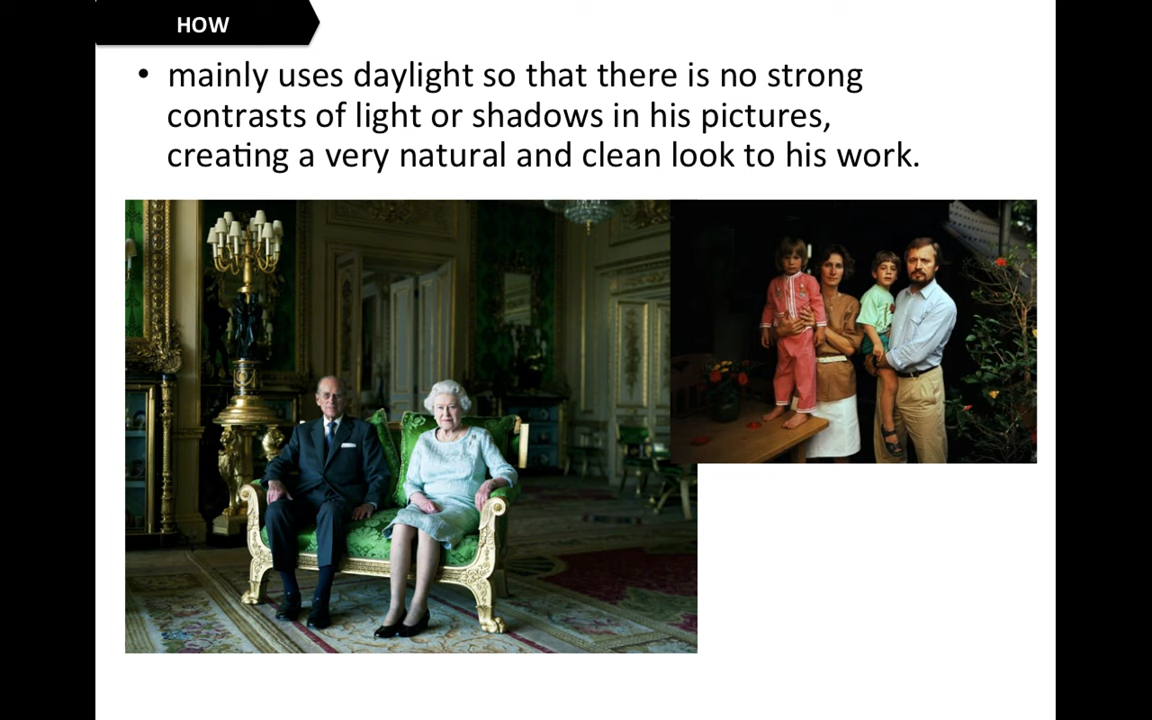 HOW
• mainly uses daylight so that there is no strong
contrasts of light or shadows in his pictures,
creating a very natural and clean look to his work.